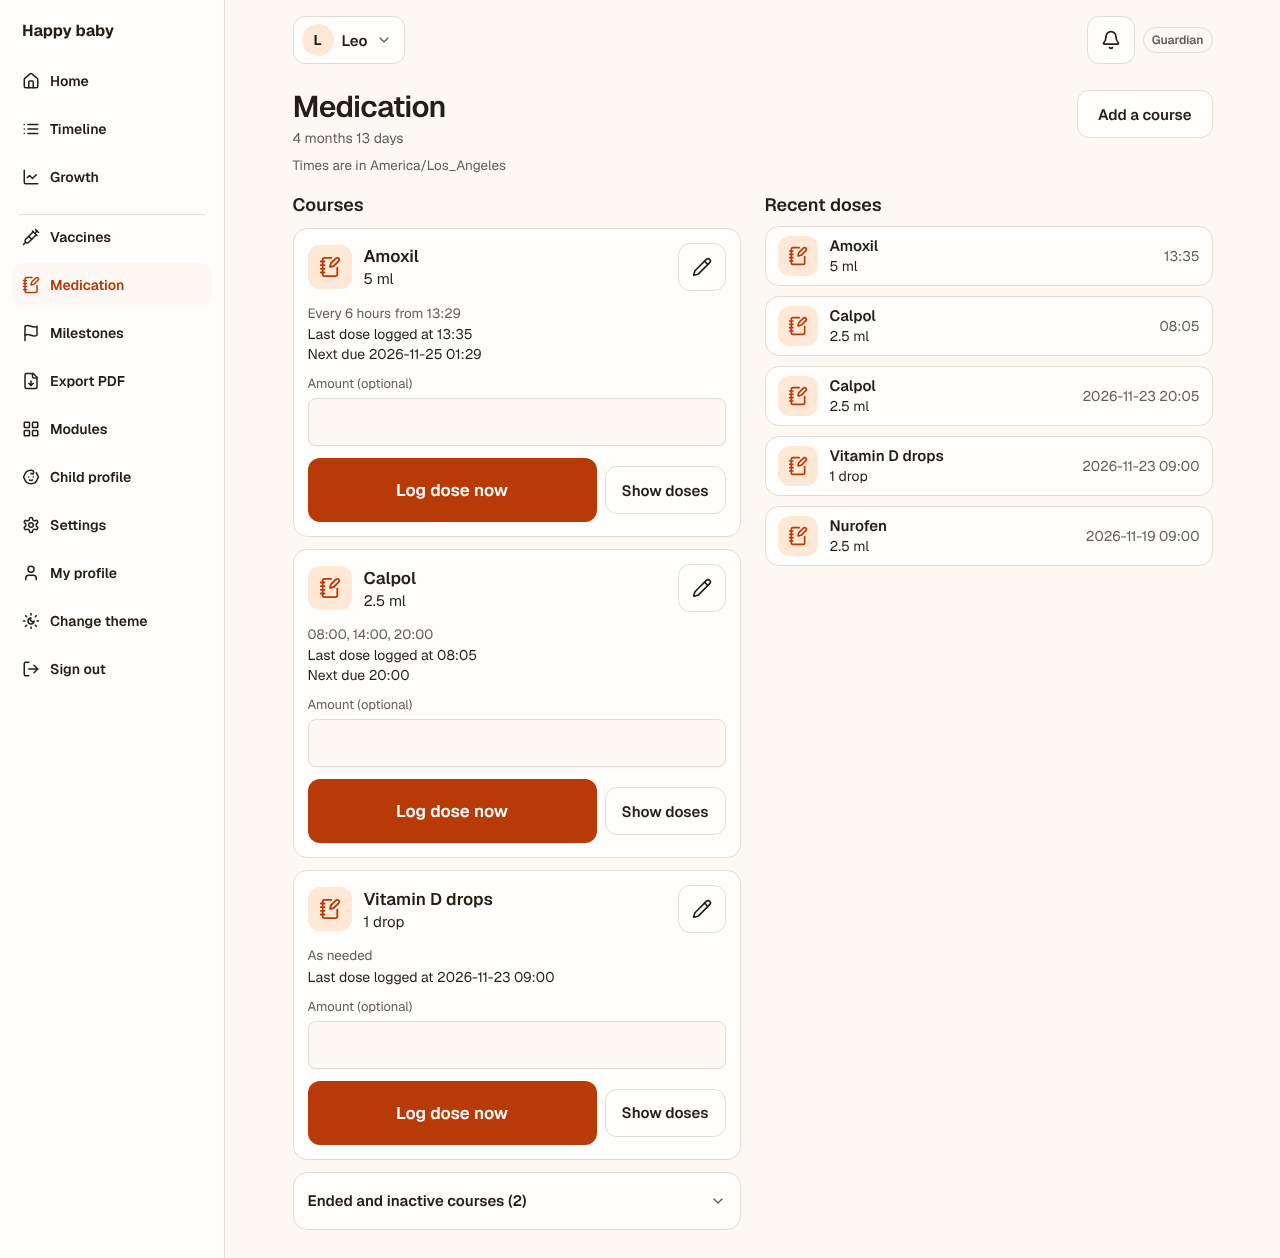 Happy baby
Home
Timeline
Growth
Vaccines
Medication
Milestones
Export PDF
Modules
Child profile
Settings
My profile
Change theme
Sign out
L Leo
Guardian
Medication
4 months 13 days
Times are in America/Los_Angeles
Add a course
Courses
Amoxil
5 ml
Every 6 hours from 13:29
Last dose logged at 13:35
Next due 2026-11-25 01:29
Amount (optional)
Log dose now
Show doses
Calpol
2.5 ml
08:00, 14:00, 20:00
Last dose logged at 08:05
Next due 20:00
Amount (optional)
Log dose now
Show doses
Vitamin D drops
1 drop
As needed
Last dose logged at 2026-11-23 09:00
Amount (optional)
Log dose now
Show doses
Ended and inactive courses (2)
Recent doses
Amoxil
5 ml
13:35
Calpol
2.5 ml
08:05
Calpol
2.5 ml
2026-11-23 20:05
Vitamin D drops
1 drop
2026-11-23 09:00
Nurofen
2.5 ml
2026-11-19 09:00